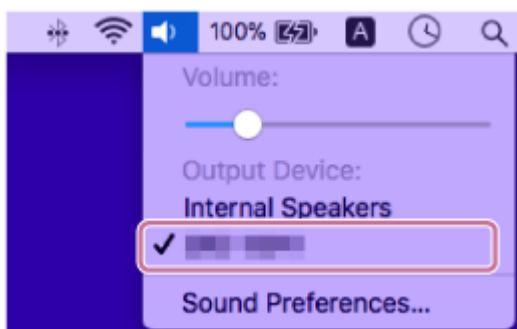 100% A
Volume:
Output Device:
Internal Speakers
Sound Preferences...